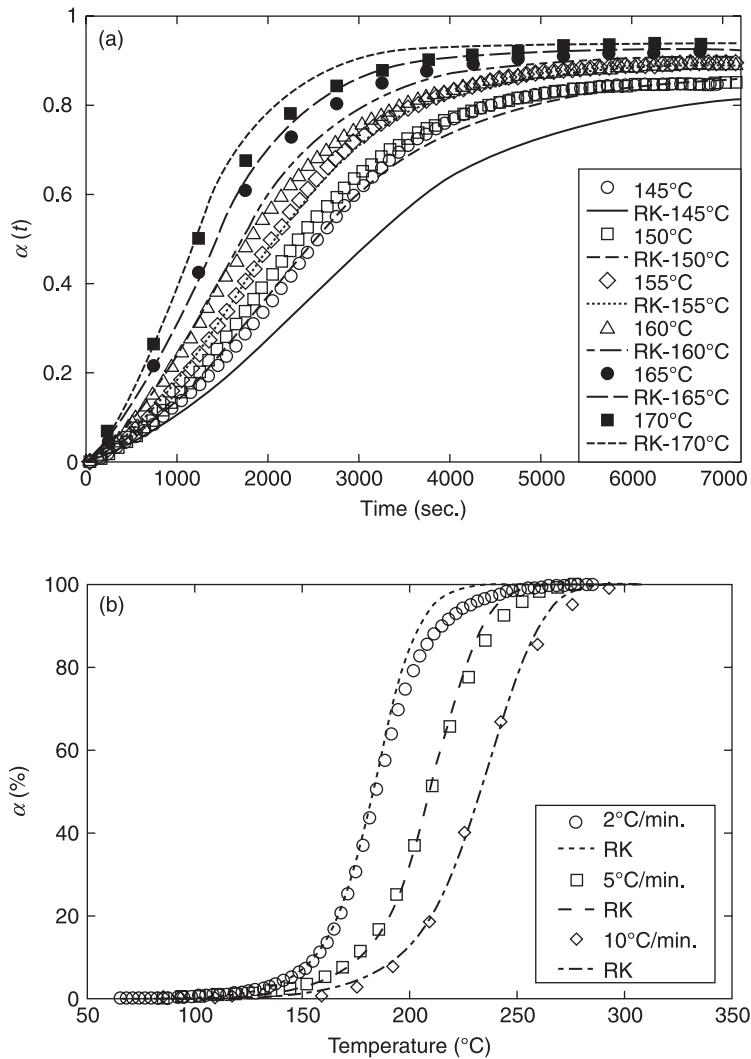 1
(a)
0.8
0.6
0.4
0.2
0
α (t)
0 1000 2000 3000 4000 5000 6000 7000
Time (sec.)
145°C
RK-145°C
150°C
RK-150°C
155°C
RK-155°C
160°C
RK-160°C
165°C
RK-165°C
170°C
RK-170°C
100
(b)
80
60
40
20
0
α (%)
50 100 150 200 250 300 350
Temperature (°C)
2°C/min.
RK
5°C/min.
RK
10°C/min.
RK